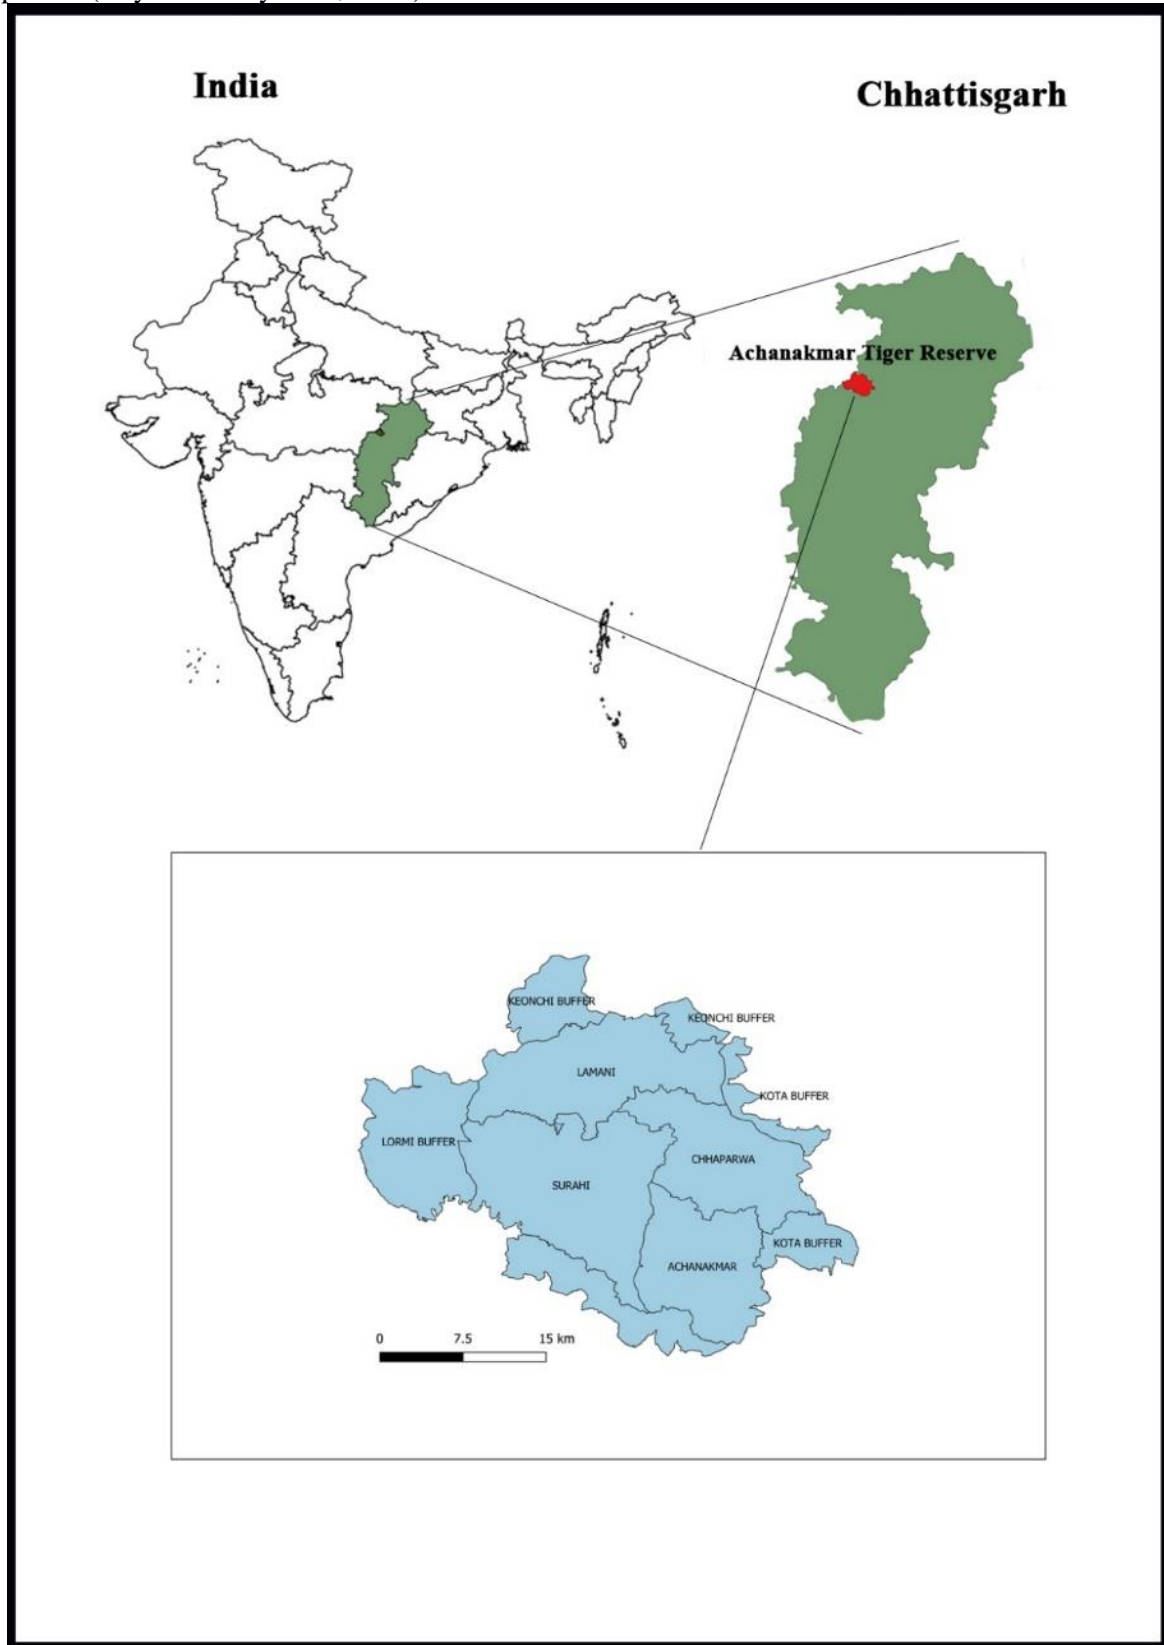 India
Chhattisgarh
Achanakmar Tiger Reserve
KEONCHI BUFFER
KEONCHI BUFFER
LAMANI
KOTA BUFFER
LORMI BUFFER
CHHAPARWA
SURAHI
KOTA BUFFER
ACHANAKMAR
0 7.5 15 km